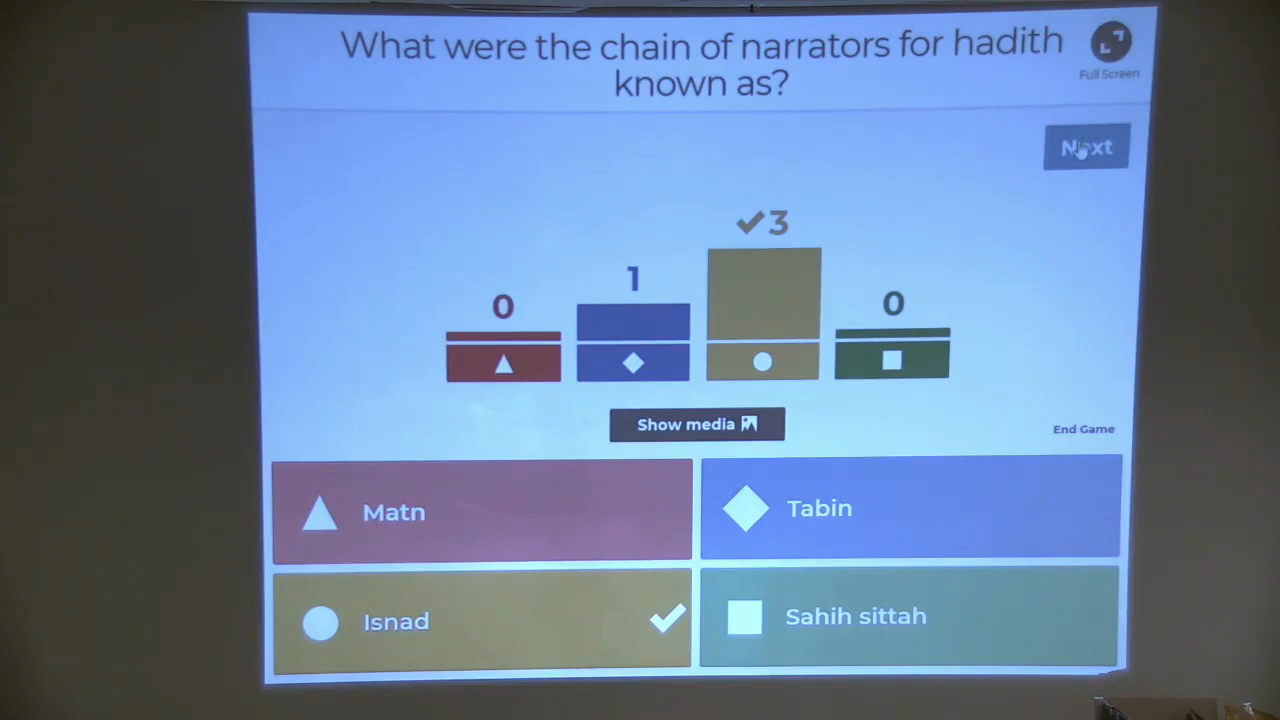 What were the chain of narrators for hadith
known as?
Full Screen
Next
0
1
3
0
Show media
End Game
Matn
Tabin
Isnad
Sahih sittah